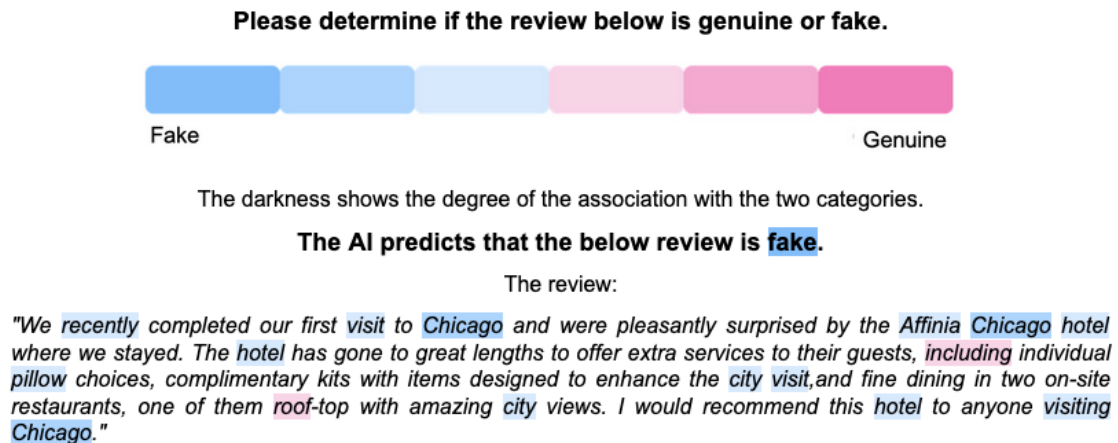 Please determine if the review below is genuine or fake.
Fake
Genuine
The darkness shows the degree of the association with the two categories.
The AI predicts that the below review is fake.
The review:
"We recently completed our first visit to Chicago and were pleasantly surprised by the Affinia Chicago hotel
where we stayed. The hotel has gone to great lengths to offer extra services to their guests, including individual
pillow choices, complimentary kits with items designed to enhance the city visit,and fine dining in two on-site
restaurants, one of them roof-top with amazing city views. I would recommend this hotel to anyone visiting
Chicago."